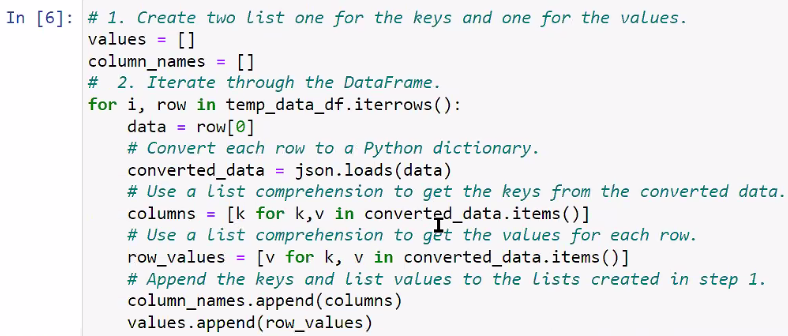 In [6]: # 1. Create two list one for the keys and one for the values.
values = []
column_names = []
#  2. Iterate through the DataFrame.
for i, row in temp_data_df.iterrows():
    data = row[0]
    # Convert each row to a Python dictionary.
    converted_data = json.loads(data)
    # Use a list comprehension to get the keys from the converted data.
    columns = [k for k,v in converted_data.items()]
    # Use a list comprehension to get the values for each row.
    row_values = [v for k, v in converted_data.items()]
    # Append the keys and list values to the lists created in step 1.
    column_names.append(columns)
    values.append(row_values)